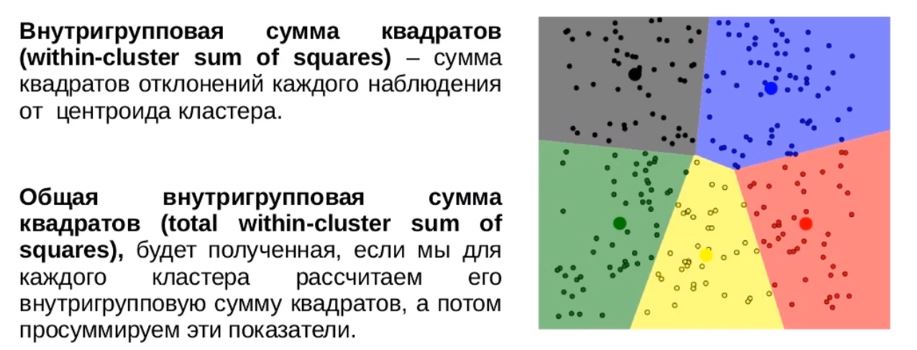 Внутригрупповая сумма квадратов
(within-cluster sum of squares) – сумма
квадратов отклонений каждого наблюдения
от центроида кластера.
Общая внутригрупповая сумма
квадратов (total within-cluster sum of
squares), будет полученная, если мы для
каждого кластера рассчитаем его
внутригрупповую сумму квадратов, а потом
просуммируем эти показатели.